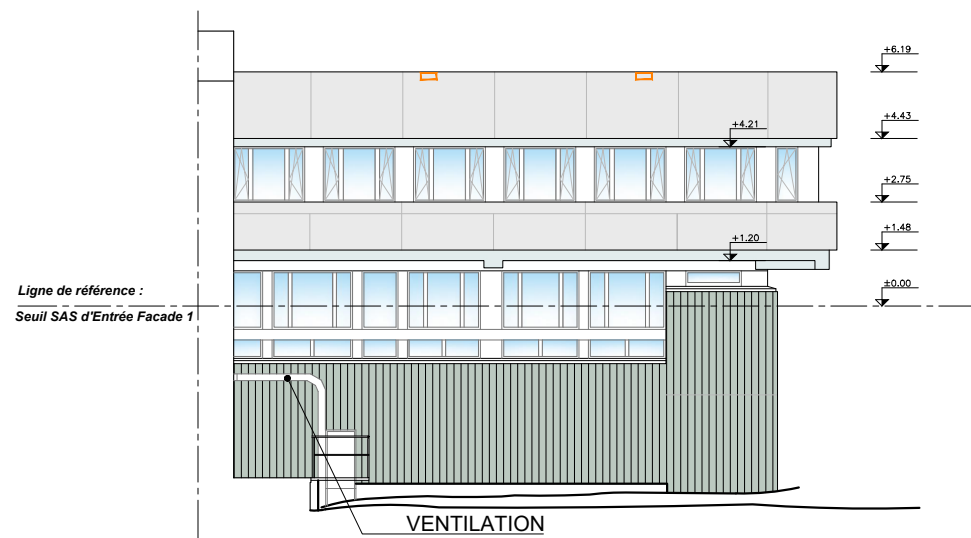 +6.19
+4.43
+4.21
+2.75
+1.48
+1.20
±0.00
Ligne de référence :
Seuil SAS d'Entrée Facade 1
VENTILATION